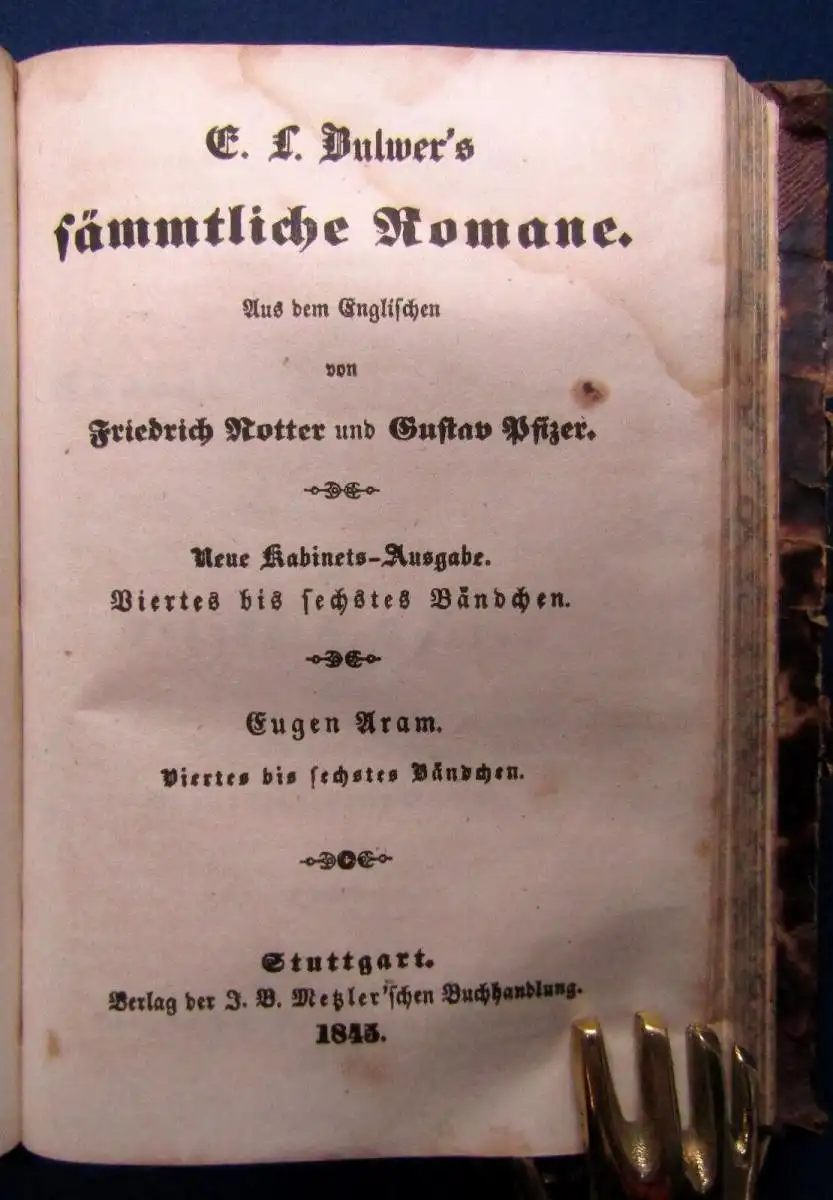 E. L. Bulwer's
sämmtliche Romane.
Aus dem Englischen
von
Friedrich Notter und Gustav Pfizer.
Neue Kabinets-Ausgabe.
Viertes bis sechstes Bändchen.
Eugen Aram.
Viertes bis sechstes Bändchen.
Stuttgart.
Verlag der J. B. Metzler'schen Buchhandlung.
1845.